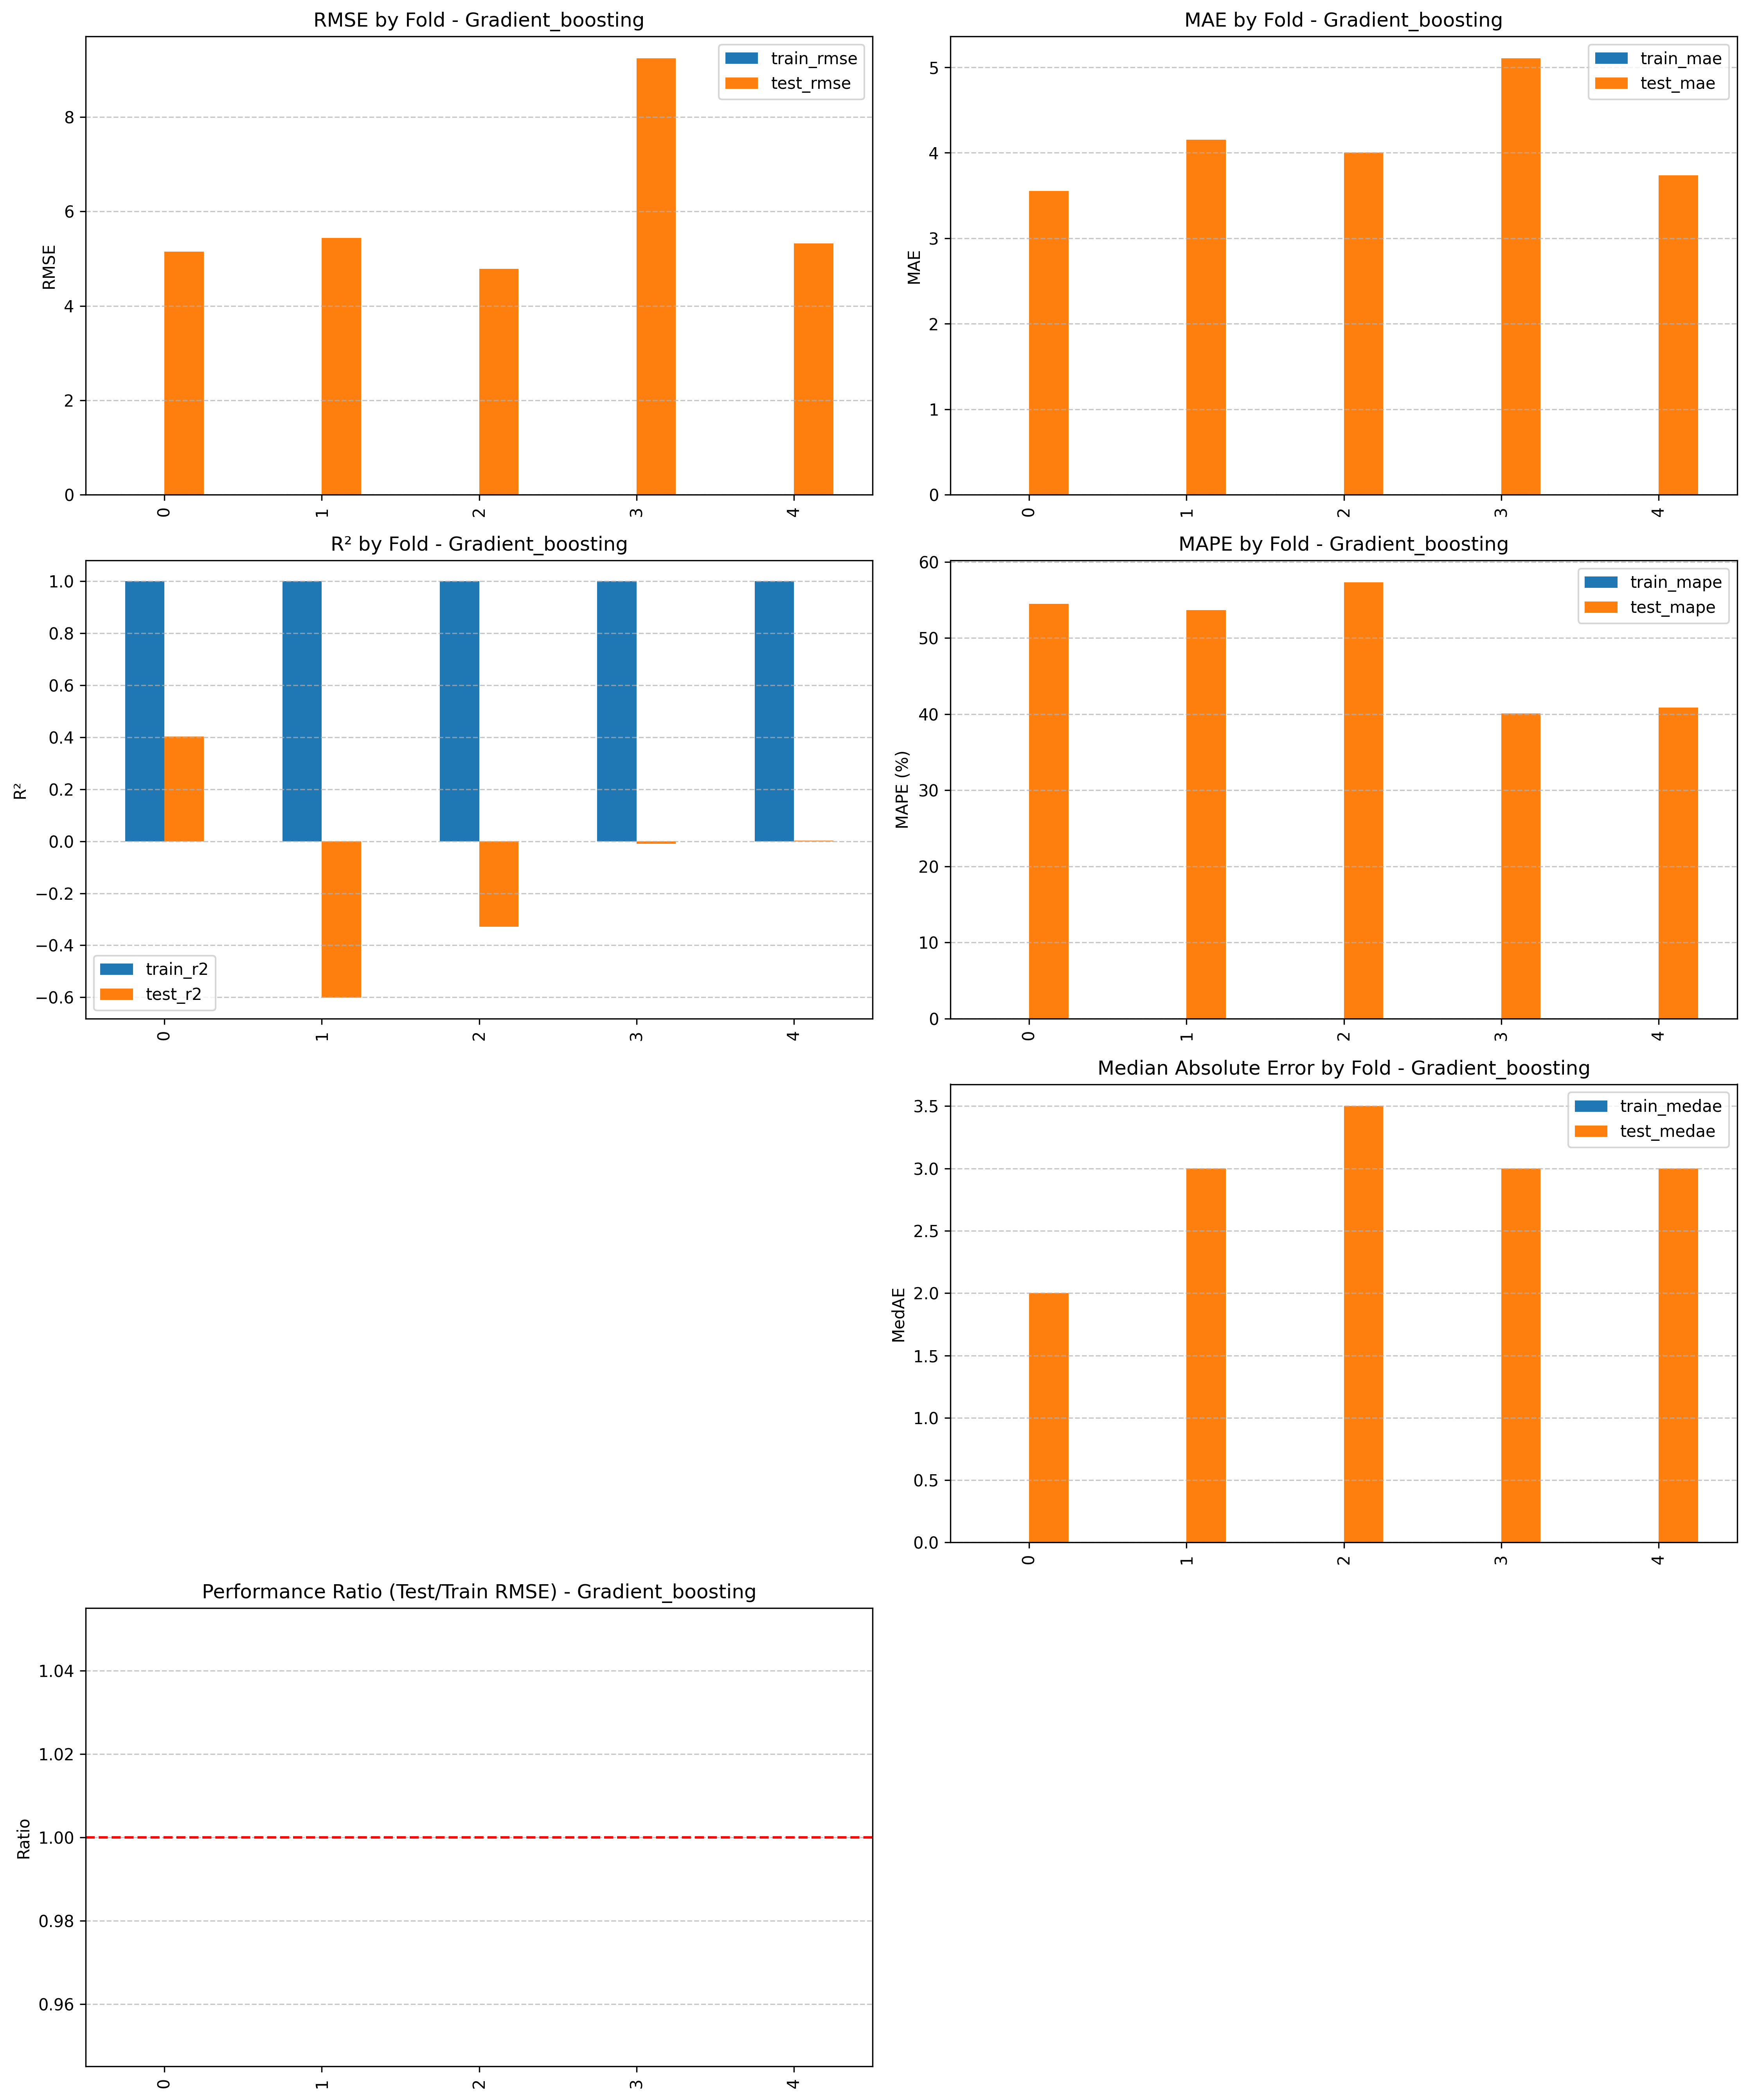 RMSE by Fold - Gradient_boosting
RMSE
8
6
4
2
0
train_rmse
test_rmse
0 1 2 3 4
MAE by Fold - Gradient_boosting
MAE
5
4
3
2
1
0
train_mae
test_mae
0 1 2 3 4
R² by Fold - Gradient_boosting
R²
1.0
0.8
0.6
0.4
0.2
0.0
−0.2
−0.4
−0.6
train_r2
test_r2
0 1 2 3 4
MAPE by Fold - Gradient_boosting
MAPE (%)
60
50
40
30
20
10
0
train_mape
test_mape
0 1 2 3 4
Median Absolute Error by Fold - Gradient_boosting
MedAE
3.5
3.0
2.5
2.0
1.5
1.0
0.5
0.0
train_medae
test_medae
0 1 2 3 4
Performance Ratio (Test/Train RMSE) - Gradient_boosting
Ratio
1.04
1.02
1.00
0.98
0.96
0 1 2 3 4